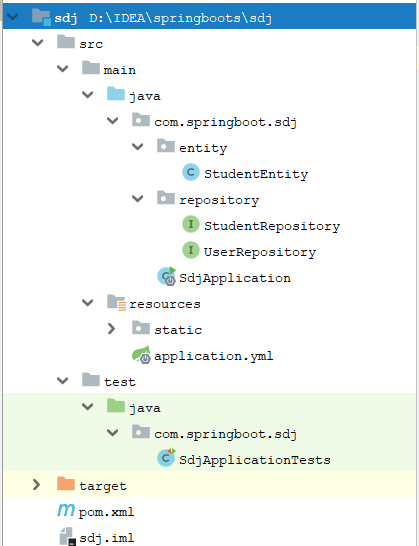 sdj D:\IDEA\springboots\sdj
src
main
java
com.springboot.sdj
entity
StudentEntity
repository
StudentRepository
UserRepository
SdjApplication
resources
static
application.yml
test
java
com.springboot.sdj
SdjApplicationTests
target
pom.xml
sdj.iml